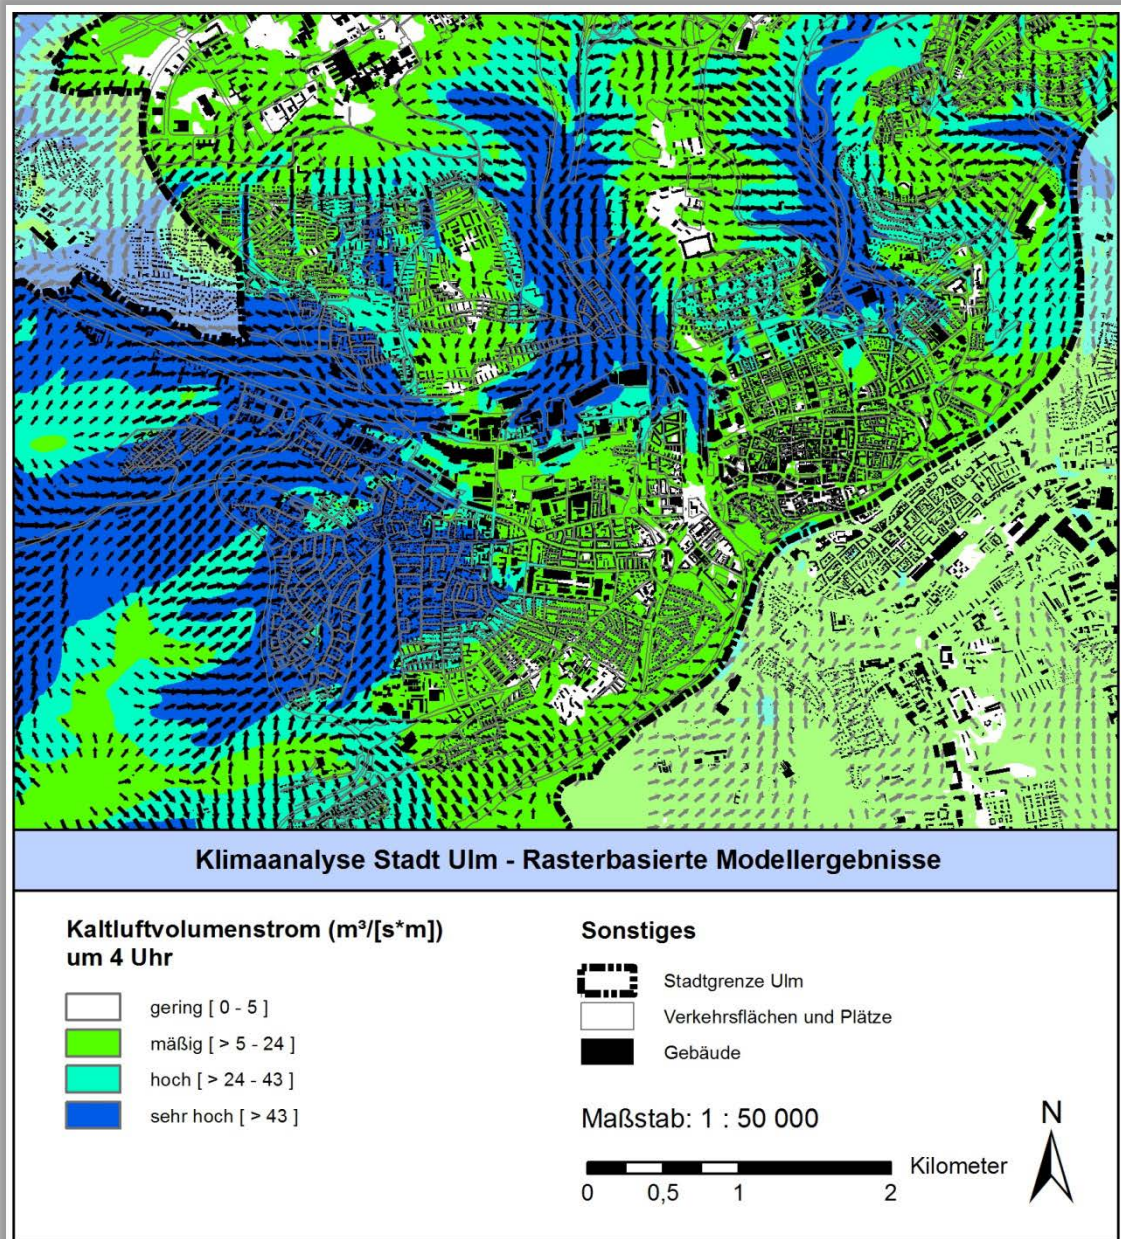 Klimaanalyse Stadt Ulm - Rasterbasierte Modellergebnisse
Kaltluftvolumenstrom (m³/[s*m])
um 4 Uhr
gering [ 0 - 5 ]
mäßig [ > 5 - 24 ]
hoch [ > 24 - 43 ]
sehr hoch [ > 43 ]
Sonstiges
Stadtgrenze Ulm
Verkehrsflächen und Plätze
Gebäude
Maßstab: 1 : 50 000
N
Kilometer
0 0,5 1 2